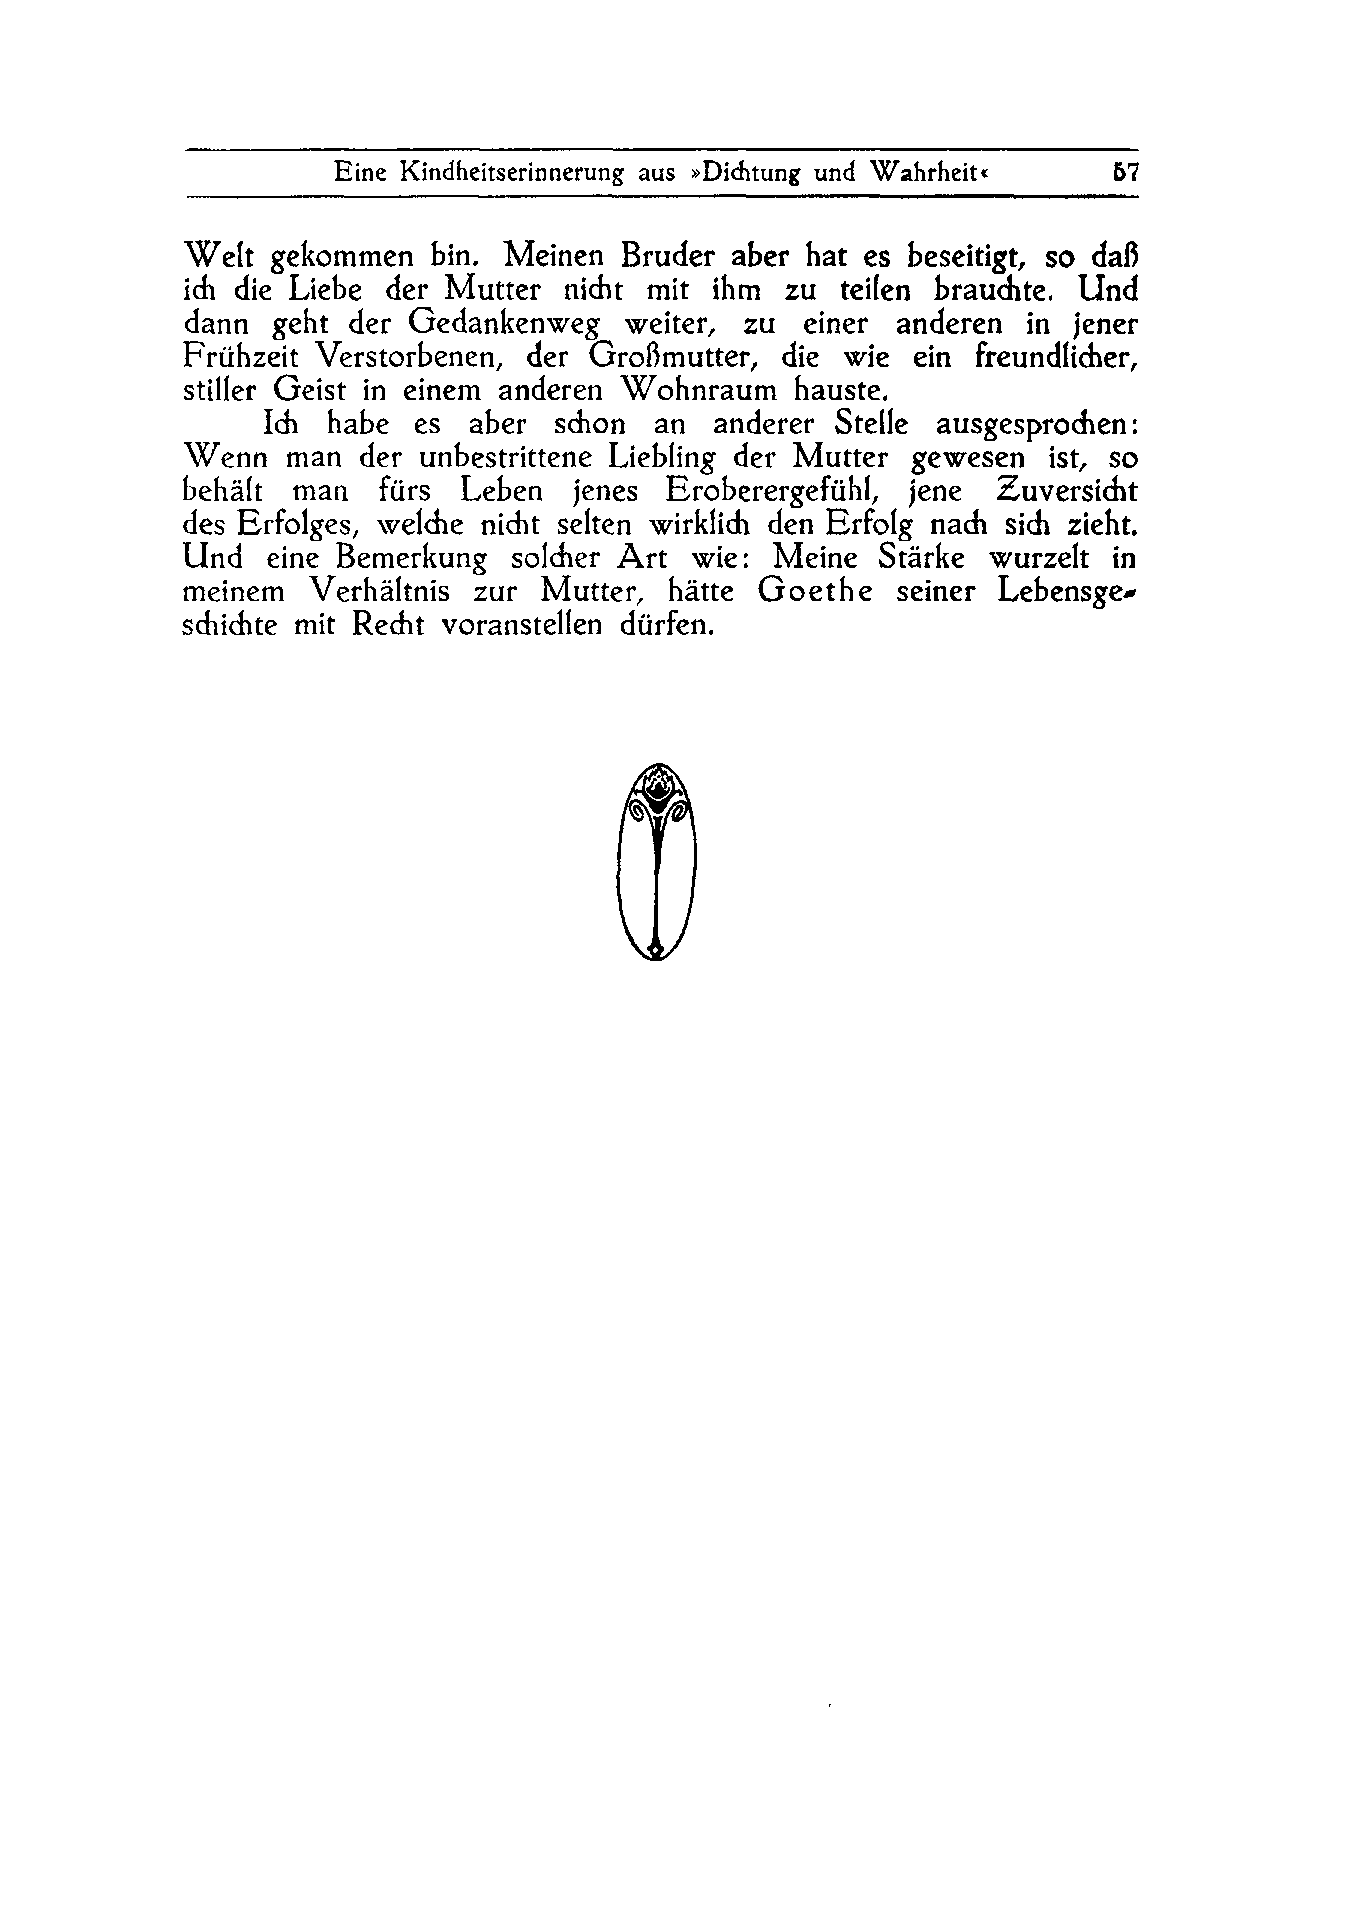 Eine Kindheitserinnerung aus »Dichtung und Wahrheit‹ 57
Welt gekommen bin. Meinen Bruder aber hat es beseitigt, so daß
ich die Liebe der Mutter nicht mit ihm zu teilen brauchte. Und
dann geht der Gedankenweg weiter, zu einer anderen in jener
Frühzeit Verstorbenen, der Großmutter, die wie ein freundlicher,
stiller Geist in einem anderen Wohnraum hauste.
Ich habe es aber schon an anderer Stelle ausgesprochen:
Wenn man der unbestrittene Liebling der Mutter gewesen ist, so
behält man fürs Leben jenes Eroberergefühl, jene Zuversicht
des Erfolges, welche nicht selten wirklich den Erfolg nach sich zieht.
Und eine Bemerkung solcher Art wie: Meine Stärke wurzelt in
meinem Verhältnis zur Mutter, hätte Goethe seiner Lebensge-
schichte mit Recht voranstellen dürfen.